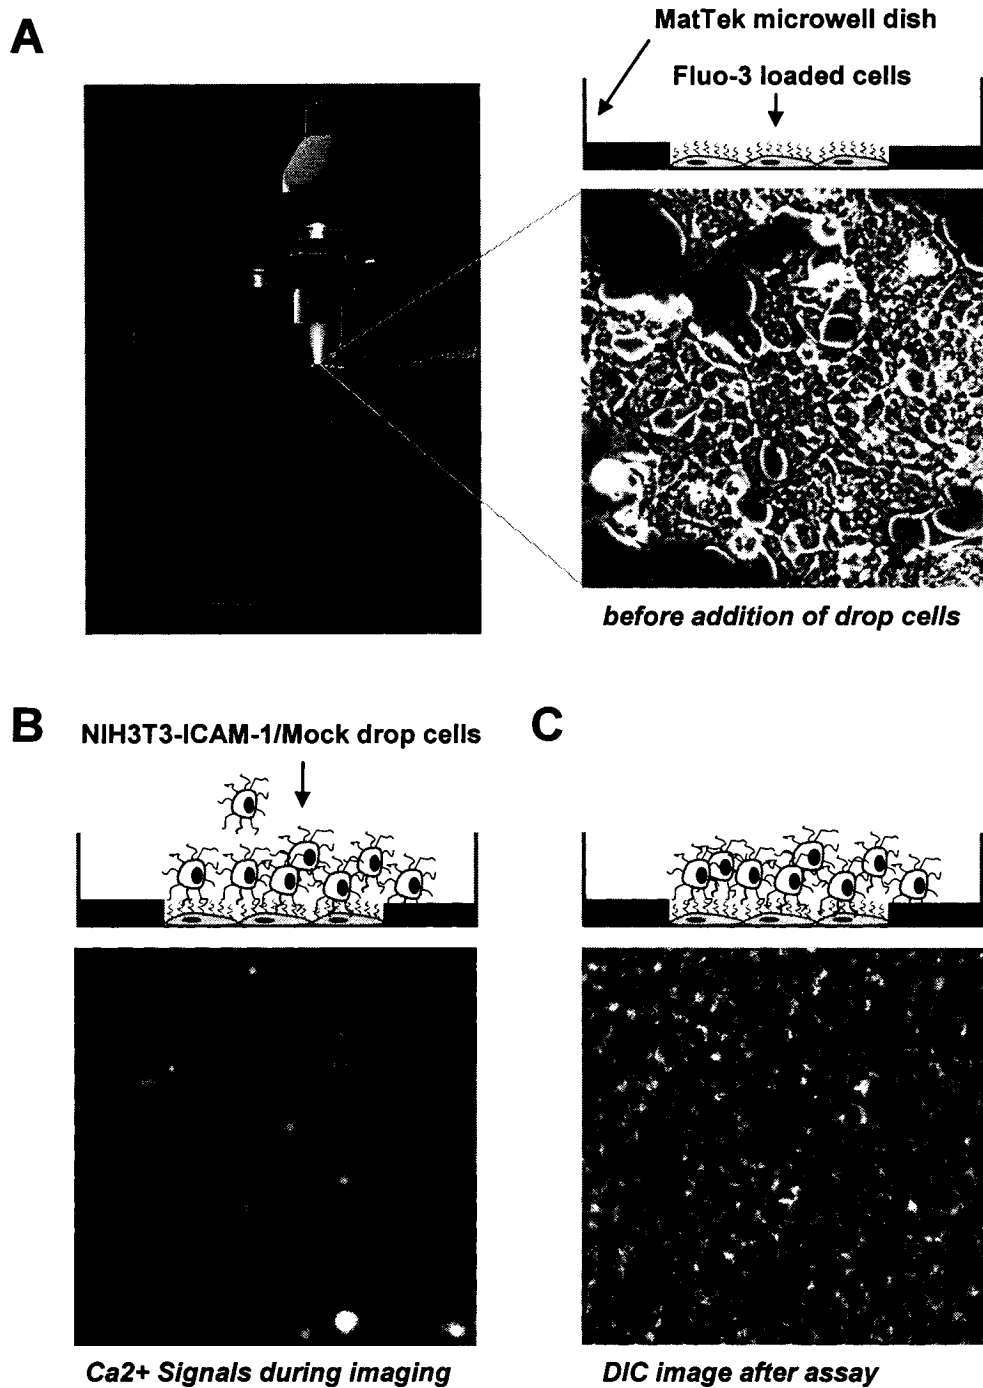 A
MatTek microwell dish
Fluo-3 loaded cells
before addition of drop cells
B
NIH3T3-ICAM-1/Mock drop cells
C
Ca2+ Signals during imaging
DIC image after assay